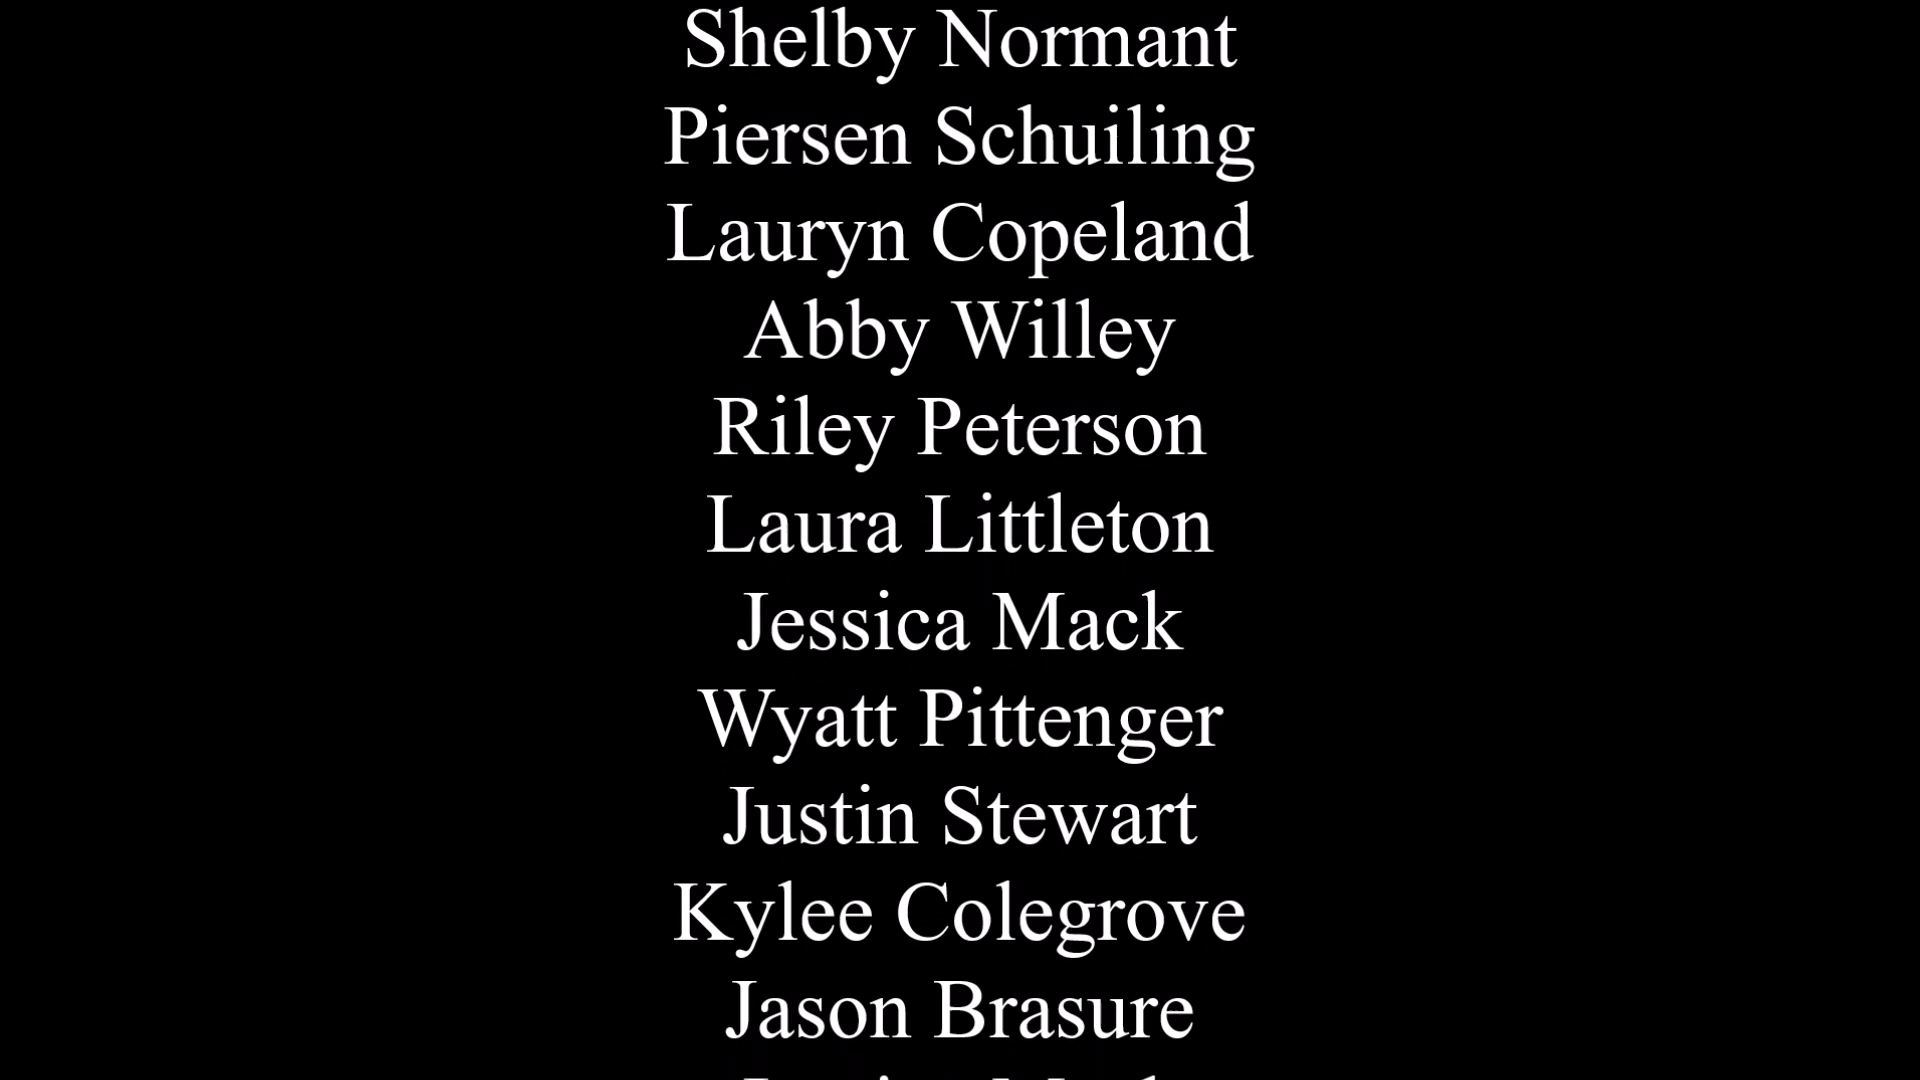 Shelby Normant
Piersen Schuiling
Lauryn Copeland
Abby Willey
Riley Peterson
Laura Littleton
Jessica Mack
Wyatt Pittenger
Justin Stewart
Kylee Colegrove
Jason Brasure